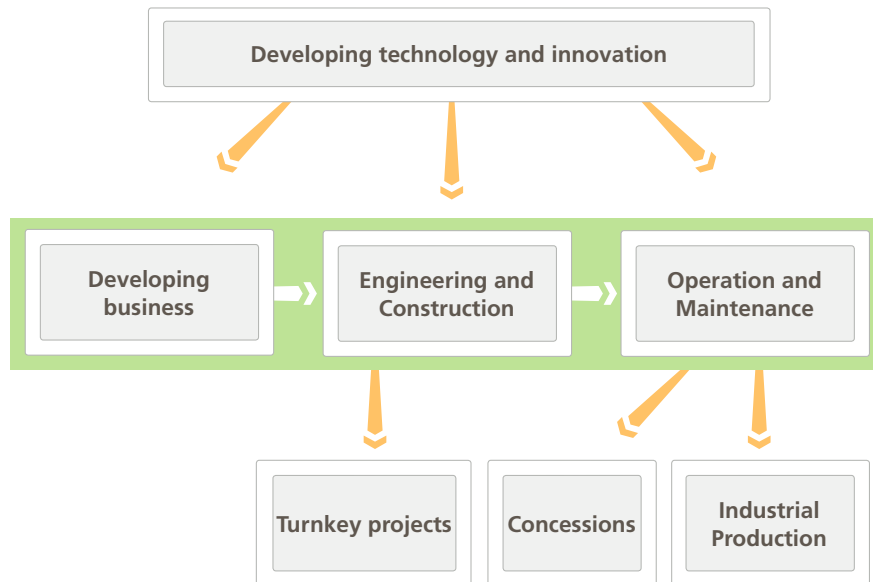 Developing technology and innovation
Developing
business
Engineering and
Construction
Operation and
Maintenance
Turnkey projects
Concessions
Industrial
Production